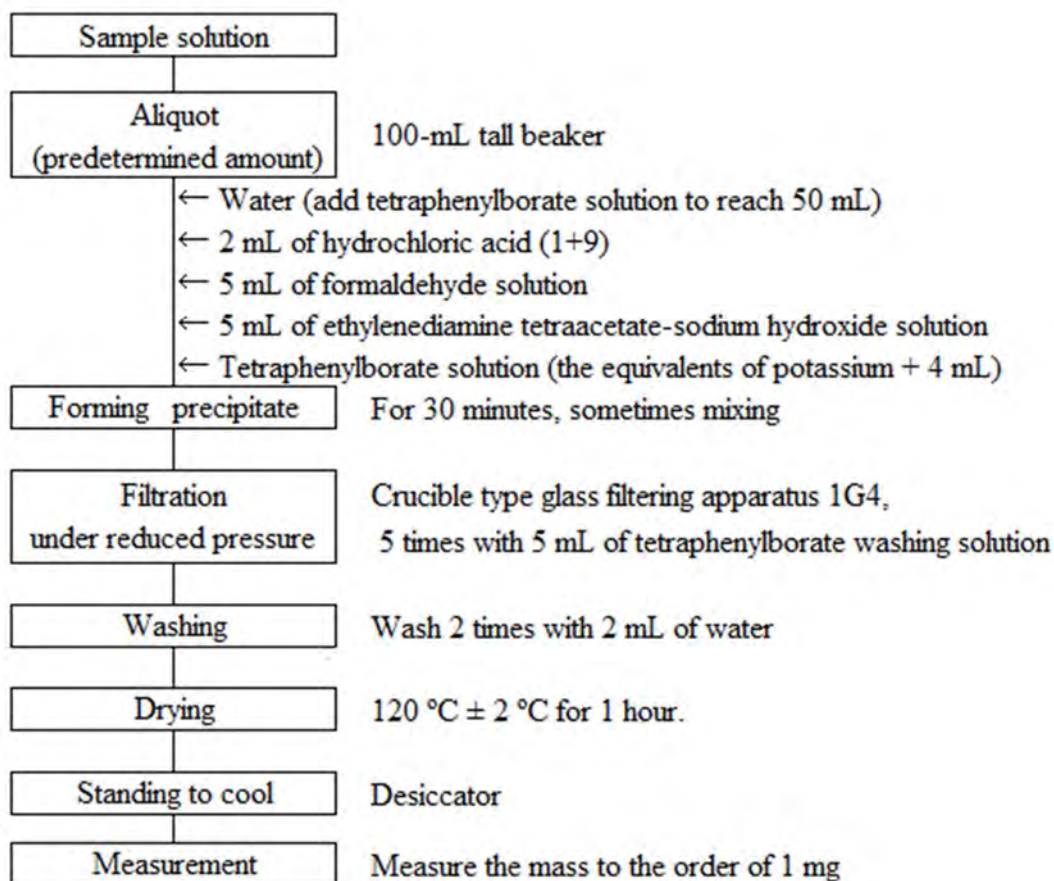 Sample solution
Aliquot
(predetermined amount)
100-mL tall beaker
← Water (add tetraphenylborate solution to reach 50 mL)
← 2 mL of hydrochloric acid (1+9)
← 5 mL of formaldehyde solution
← 5 mL of ethylenediamine tetraacetate-sodium hydroxide solution
← Tetraphenylborate solution (the equivalents of potassium + 4 mL)
Forming precipitate
For 30 minutes, sometimes mixing
Filtration
under reduced pressure
Crucible type glass filtering apparatus 1G4,
5 times with 5 mL of tetraphenylborate washing solution
Washing
Wash 2 times with 2 mL of water
Drying
120 °C ± 2 °C for 1 hour.
Standing to cool
Desiccator
Measurement
Measure the mass to the order of 1 mg